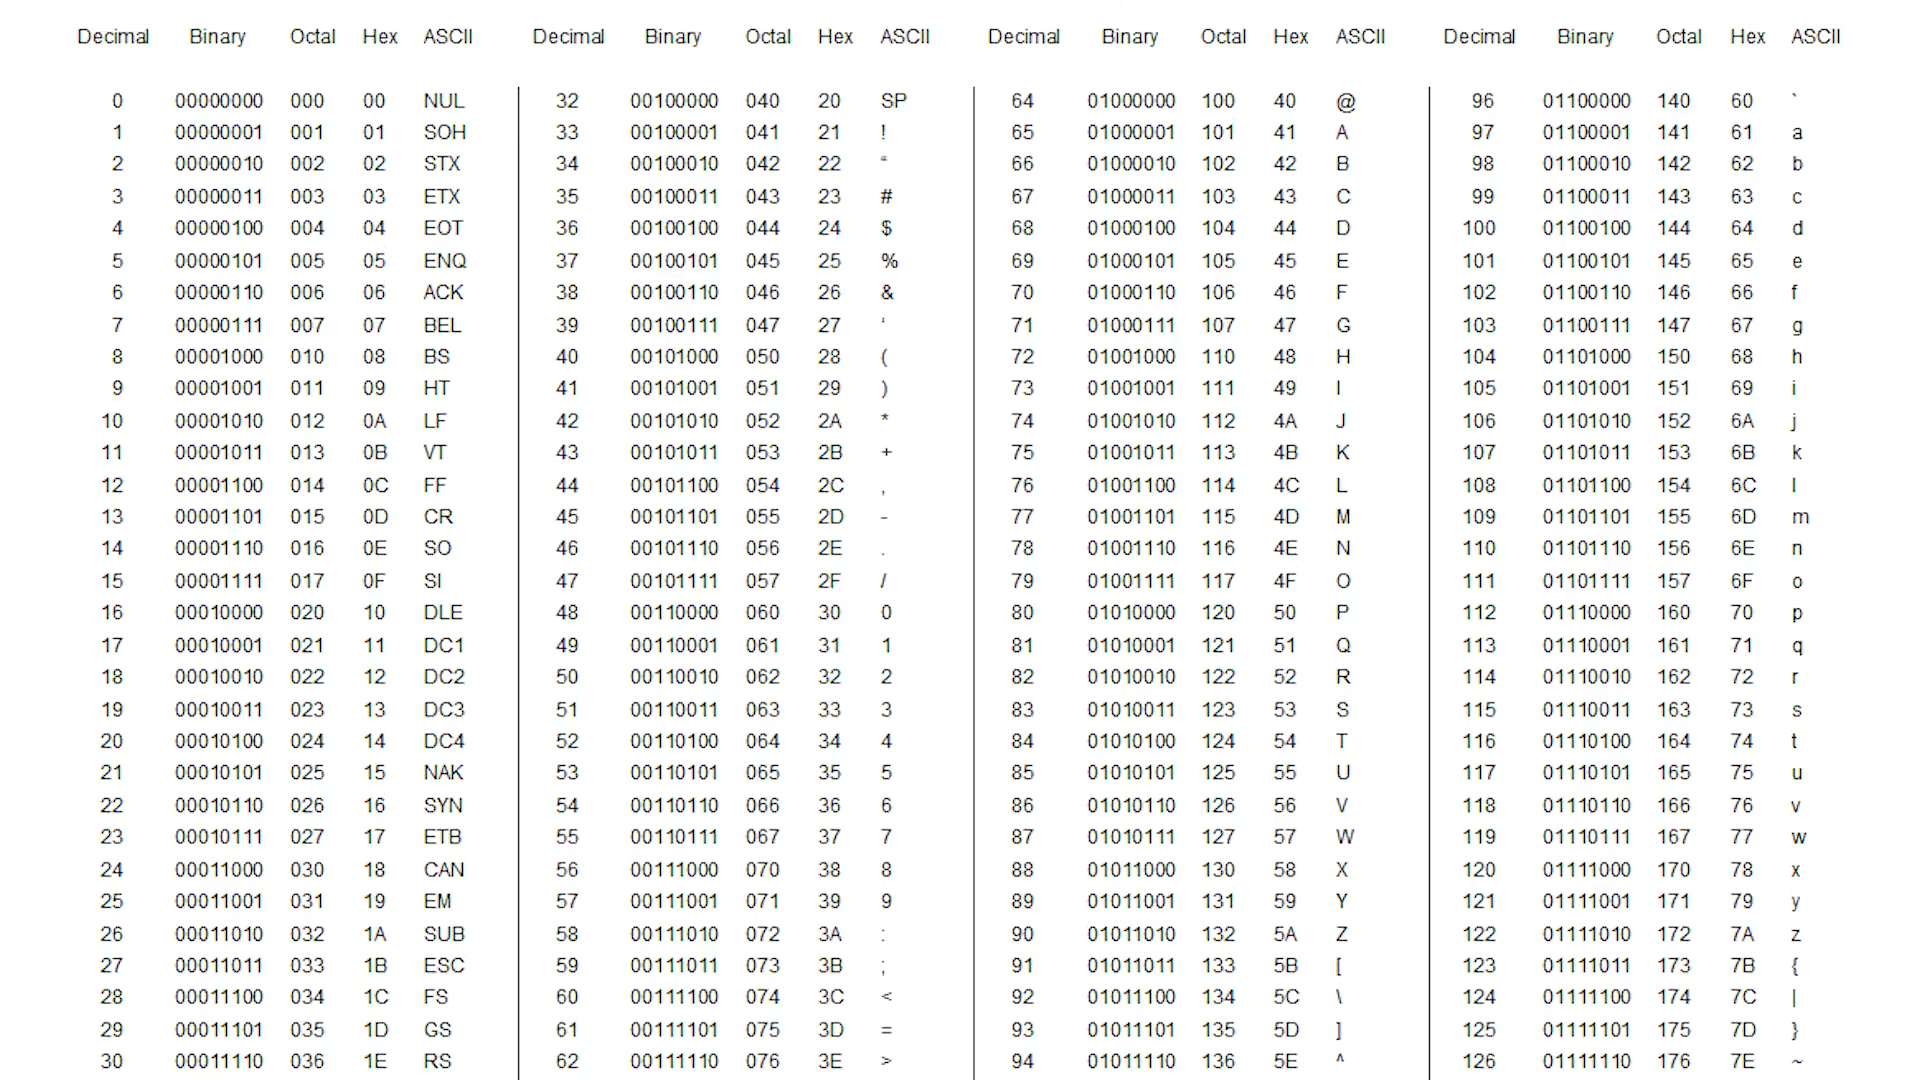 Decimal Binary Octal Hex ASCII Decimal Binary Octal Hex ASCII Decimal Binary Octal Hex ASCII Decimal Binary Octal Hex ASCII
0 00000000 000 00 NUL 32 00100000 040 20 SP 64 01000000 100 40 @ 96 01100000 140 60 `
1 00000001 001 01 SOH 33 00100001 041 21 ! 65 01000001 101 41 A 97 01100001 141 61 a
2 00000010 002 02 STX 34 00100010 042 22 “ 66 01000010 102 42 B 98 01100010 142 62 b
3 00000011 003 03 ETX 35 00100011 043 23 # 67 01000011 103 43 C 99 01100011 143 63 c
4 00000100 004 04 EOT 36 00100100 044 24 $ 68 01000100 104 44 D 100 01100100 144 64 d
5 00000101 005 05 ENQ 37 00100101 045 25 % 69 01000101 105 45 E 101 01100101 145 65 e
6 00000110 006 06 ACK 38 00100110 046 26 & 70 01000110 106 46 F 102 01100110 146 66 f
7 00000111 007 07 BEL 39 00100111 047 27 ‘ 71 01000111 107 47 G 103 01100111 147 67 g
8 00001000 010 08 BS 40 00101000 050 28 ( 72 01001000 110 48 H 104 01101000 150 68 h
9 00001001 011 09 HT 41 00101001 051 29 ) 73 01001001 111 49 I 105 01101001 151 69 i
10 00001010 012 0A LF 42 00101010 052 2A * 74 01001010 112 4A J 106 01101010 152 6A j
11 00001011 013 0B VT 43 00101011 053 2B + 75 01001011 113 4B K 107 01101011 153 6B k
12 00001100 014 0C FF 44 00101100 054 2C , 76 01001100 114 4C L 108 01101100 154 6C l
13 00001101 015 0D CR 45 00101101 055 2D - 77 01001101 115 4D M 109 01101101 155 6D m
14 00001110 016 0E SO 46 00101110 056 2E . 78 01001110 116 4E N 110 01101110 156 6E n
15 00001111 017 0F SI 47 00101111 057 2F / 79 01001111 117 4F O 111 01101111 157 6F o
16 00010000 020 10 DLE 48 00110000 060 30 0 80 01010000 120 50 P 112 01110000 160 70 p
17 00010001 021 11 DC1 49 00110001 061 31 1 81 01010001 121 51 Q 113 01110001 161 71 q
18 00010010 022 12 DC2 50 00110010 062 32 2 82 01010010 122 52 R 114 01110010 162 72 r
19 00010011 023 13 DC3 51 00110011 063 33 3 83 01010011 123 53 S 115 01110011 163 73 s
20 00010100 024 14 DC4 52 00110100 064 34 4 84 01010100 124 54 T 116 01110100 164 74 t
21 00010101 025 15 NAK 53 00110101 065 35 5 85 01010101 125 55 U 117 01110101 165 75 u
22 00010110 026 16 SYN 54 00110110 066 36 6 86 01010110 126 56 V 118 01110110 166 76 v
23 00010111 027 17 ETB 55 00110111 067 37 7 87 01010111 127 57 W 119 01110111 167 77 w
24 00011000 030 18 CAN 56 00111000 070 38 8 88 01011000 130 58 X 120 01111000 170 78 x
25 00011001 031 19 EM 57 00111001 071 39 9 89 01011001 131 59 Y 121 01111001 171 79 y
26 00011010 032 1A SUB 58 00111010 072 3A : 90 01011010 132 5A Z 122 01111010 172 7A z
27 00011011 033 1B ESC 59 00111011 073 3B ; 91 01011011 133 5B [ 123 01111011 173 7B {
28 00011100 034 1C FS 60 00111100 074 3C < 92 01011100 134 5C \ 124 01111100 174 7C |
29 00011101 035 1D GS 61 00111101 075 3D = 93 01011101 135 5D ] 125 01111101 175 7D }
30 00011110 036 1E RS 62 00111110 076 3E > 94 01011110 136 5E ^ 126 01111110 176 7E ~